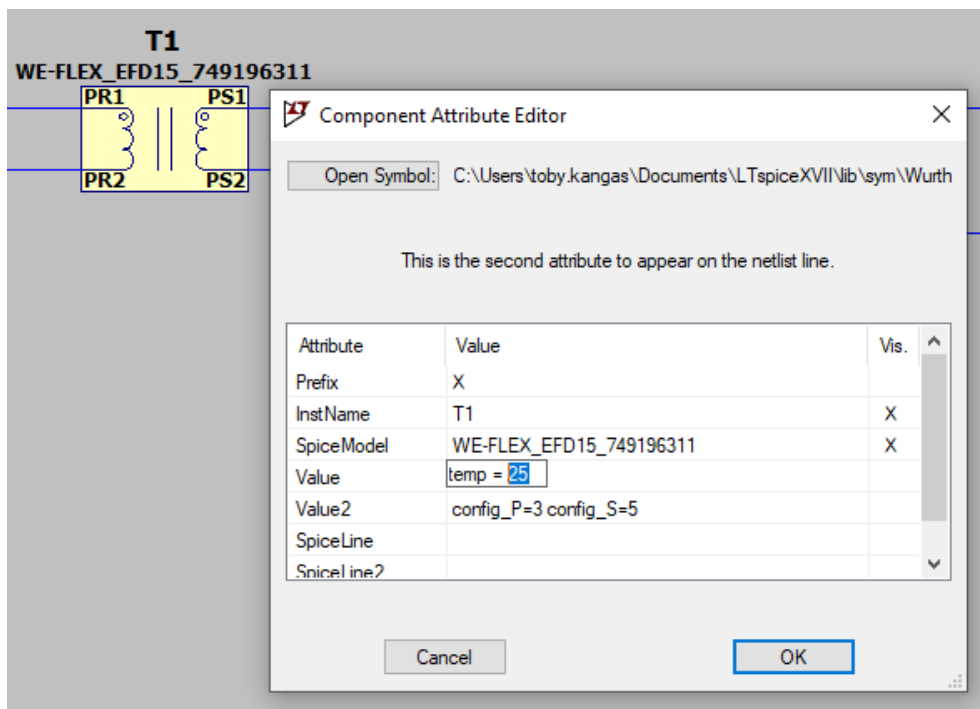 T1
WE-FLEX_EFD15_749196311
PR1 PS1
PR2 PS2
Component Attribute Editor
Open Symbol: C:\Users\toby.kangas\Documents\LTspiceXVII\lib\sym\Wurth
This is the second attribute to appear on the netlist line.
Attribute Value Vis.
Prefix X
InstName T1 X
SpiceModel WE-FLEX_EFD15_749196311 X
Value temp = 25
Value2 config_P=3 config_S=5
SpiceLine
SpiceLine2
Cancel OK